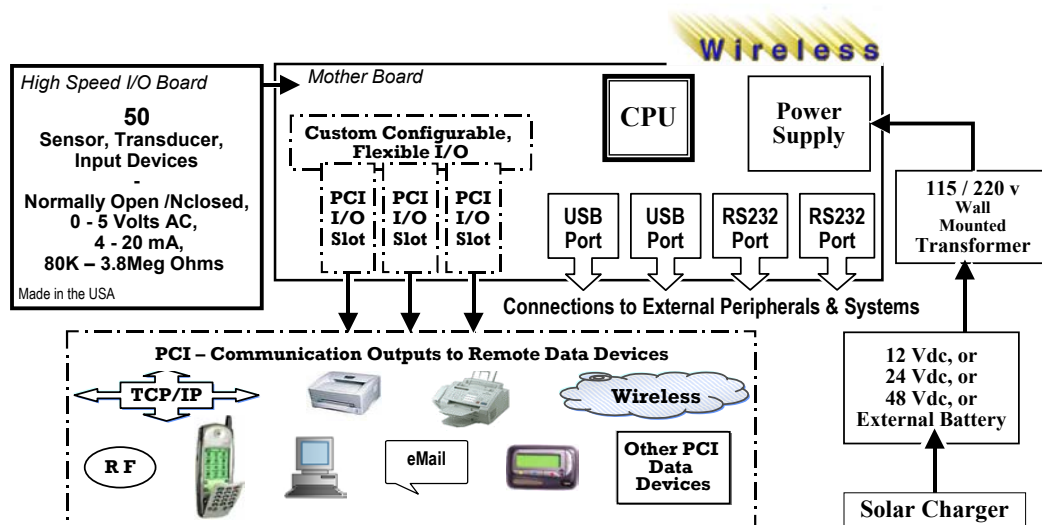 Wireless
High Speed I/O Board
50
Sensor, Transducer,
Input Devices
-
Normally Open /Nclosed,
0 - 5 Volts AC,
4 - 20 mA,
80K – 3.8Meg Ohms
Made in the USA
Mother Board
Custom Configurable,
Flexible I/O
PCI
I/O
Slot
PCI
I/O
Slot
PCI
I/O
Slot
CPU
Power
Supply
USB
Port
USB
Port
RS232
Port
RS232
Port
Connections to External Peripherals & Systems
115 / 220 v
Wall
Mounted
Transformer
12 Vdc, or
24 Vdc, or
48 Vdc, or
External Battery
Solar Charger
PCI – Communication Outputs to Remote Data Devices
TCP/IP
Wireless
R F
eMail
Other PCI
Data
Devices